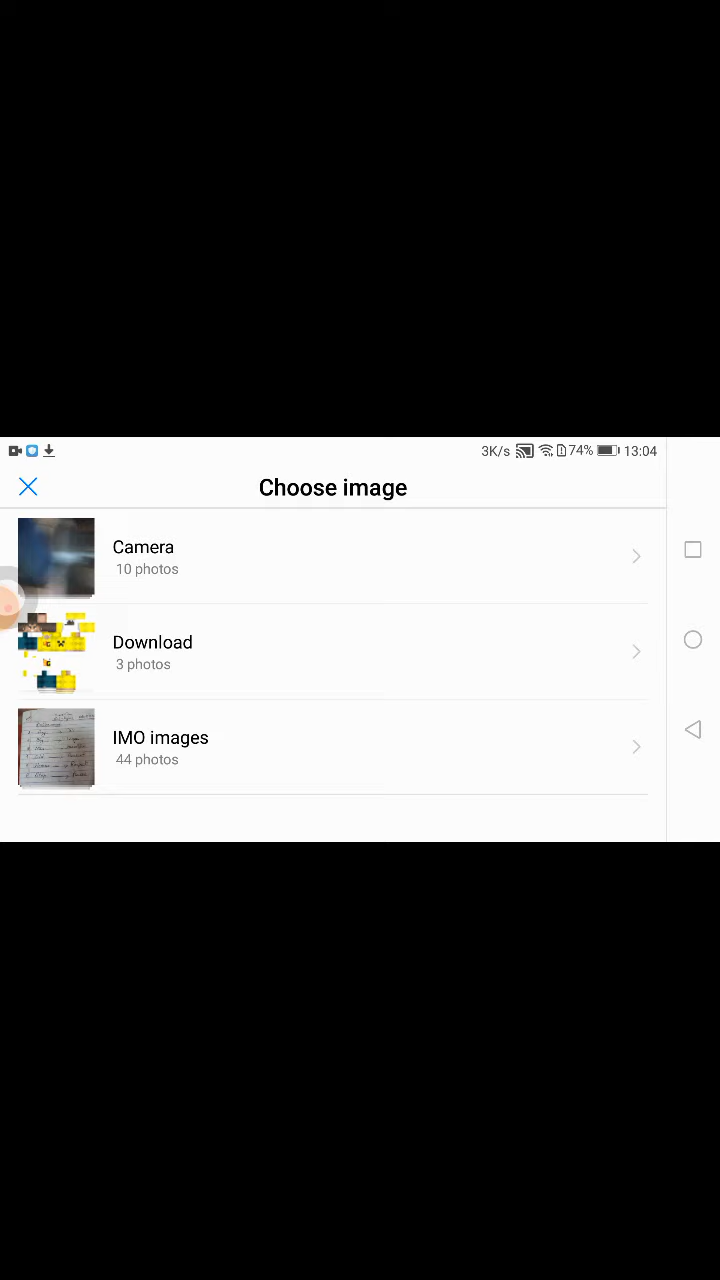 3K/s 74% 13:04
Choose image
Camera
10 photos
Download
3 photos
IMO images
44 photos